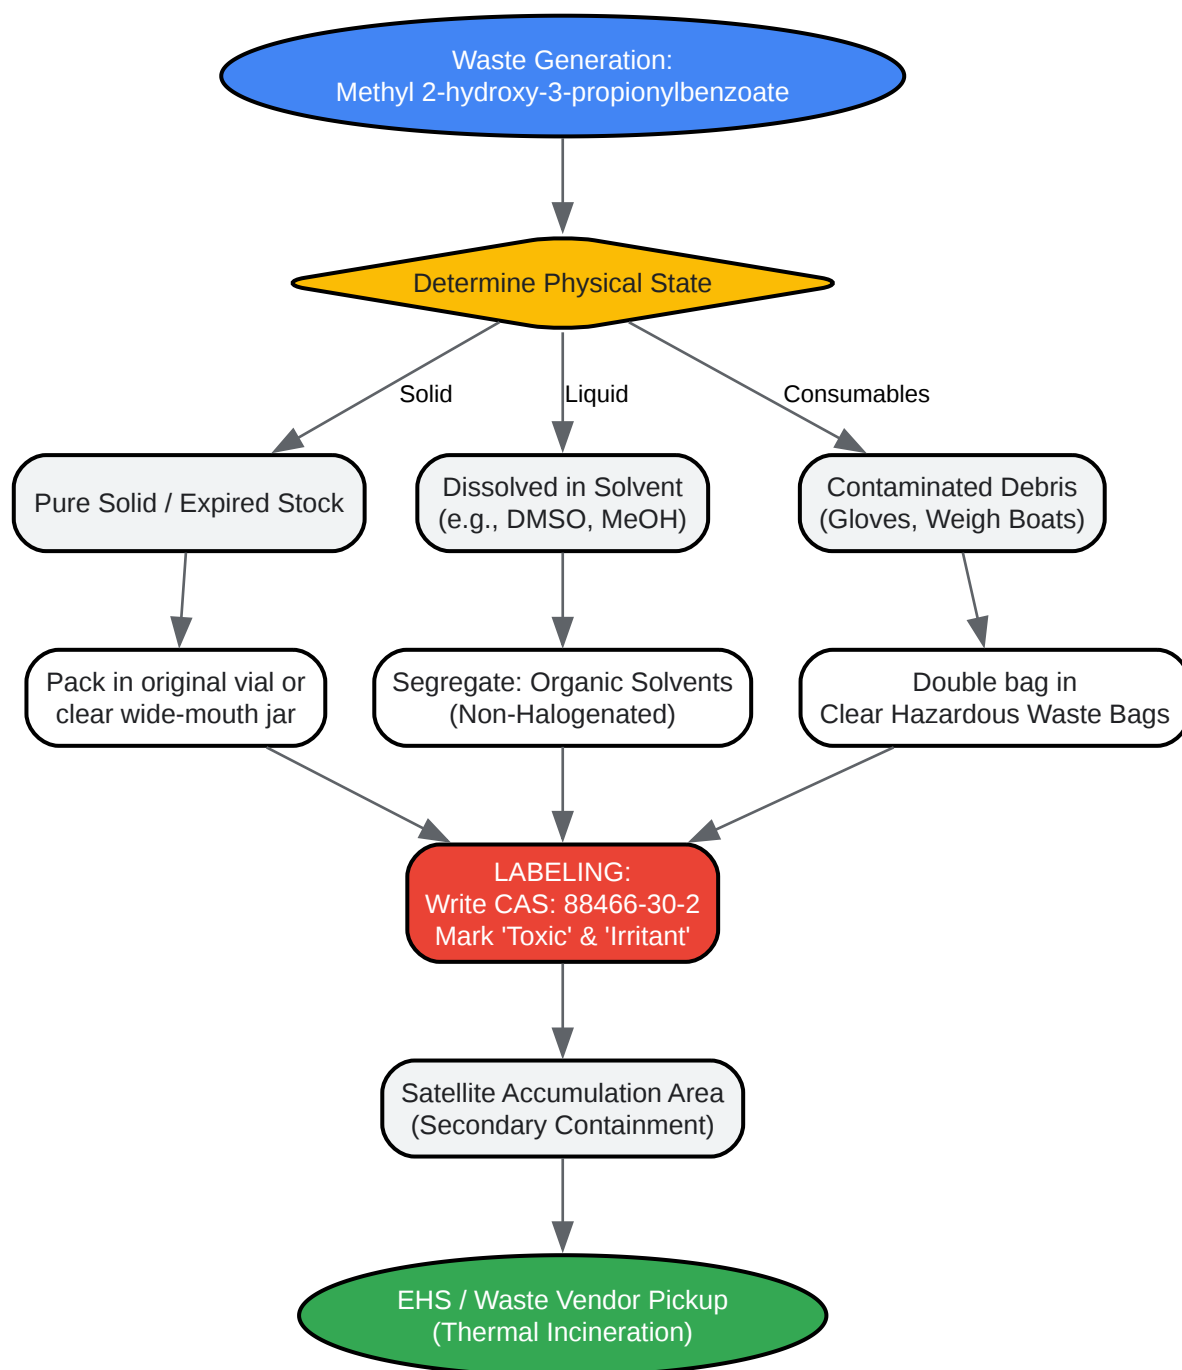 Waste Generation:
Methyl 2-hydroxy-3-propionylbenzoate
Determine Physical State
Solid
Liquid
Consumables
Pure Solid / Expired Stock
Dissolved in Solvent
(e.g., DMSO, MeOH)
Contaminated Debris
(Gloves, Weigh Boats)
Pack in original vial or
clear wide-mouth jar
Segregate: Organic Solvents
(Non-Halogenated)
Double bag in
Clear Hazardous Waste Bags
LABELING:
Write CAS: 88466-30-2
Mark 'Toxic' & 'Irritant'
Satellite Accumulation Area
(Secondary Containment)
EHS / Waste Vendor Pickup
(Thermal Incineration)